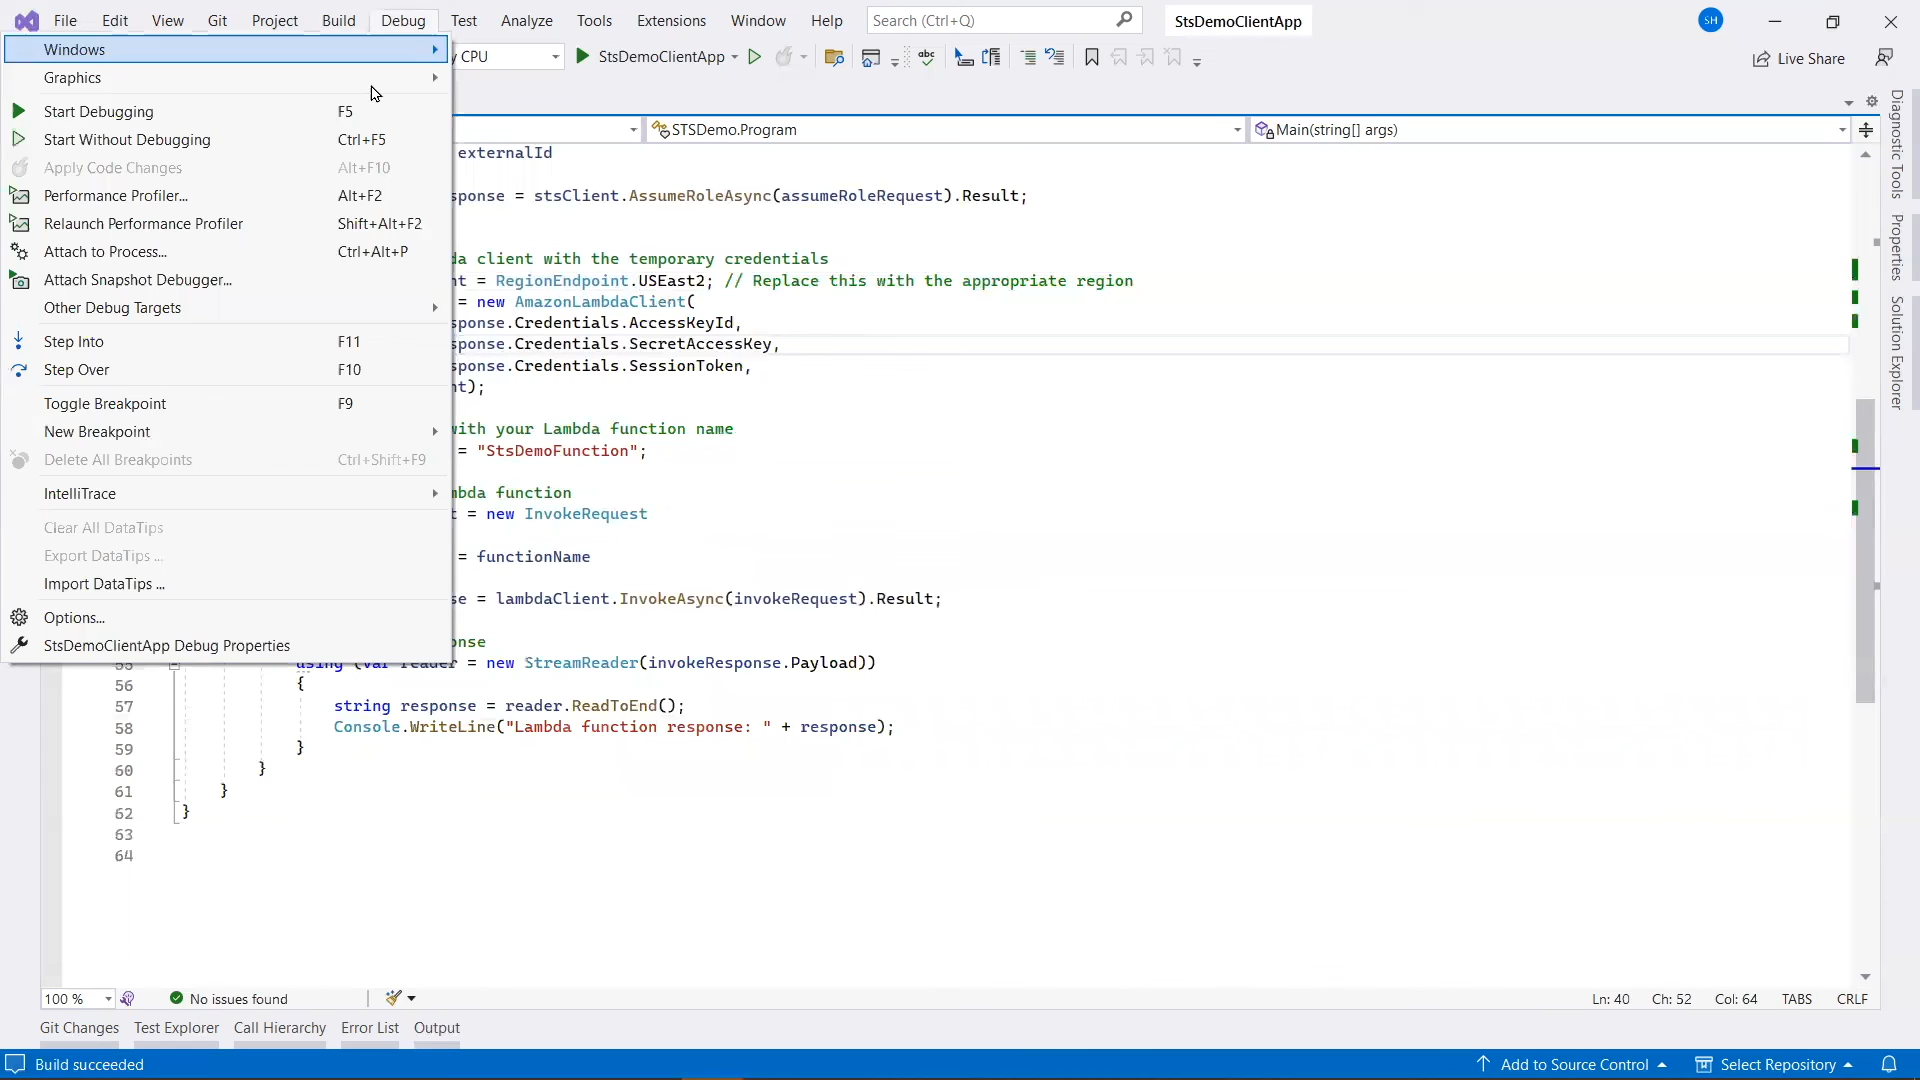 File Edit View Git Project Build Debug Test Analyze Tools Extensions Window Help Search (Ctrl+Q) StsDemoClientApp SH
Windows
CPU StsDemoClientApp Live Share
Graphics
Start Debugging F5
Start Without Debugging Ctrl+F5
Apply Code Changes Alt+F10
Performance Profiler... Alt+F2
Relaunch Performance Profiler Shift+Alt+F2
Attach to Process... Ctrl+Alt+P
Attach Snapshot Debugger...
Other Debug Targets
Step Into F11
Step Over F10
Toggle Breakpoint F9
New Breakpoint
Delete All Breakpoints Ctrl+Shift+F9
IntelliTrace
Clear All DataTips
Export DataTips ...
Import DataTips ...
Options...
StsDemoClientApp Debug Properties
STSDemo.Program Main(string[] args)
externalId
sponse = stsClient.AssumeRoleAsync(assumeRoleRequest).Result;
da client with the temporary credentials
nt = RegionEndpoint.USEast2; // Replace this with the appropriate region
= new AmazonLambdaClient(
sponse.Credentials.AccessKeyId,
sponse.Credentials.SecretAccessKey,
sponse.Credentials.SessionToken,
nt);
with your Lambda function name
= "StsDemoFunction";
mbda function
t = new InvokeRequest
= functionName
se = lambdaClient.InvokeAsync(invokeRequest).Result;
onse
55 using (var reader = new StreamReader(invokeResponse.Payload))
56 {
57 string response = reader.ReadToEnd();
58 Console.WriteLine("Lambda function response: " + response);
59 }
60 }
61 }
62 }
63
64
Diagnostic Tools
Properties
Solution Explorer
100 % No issues found Ln: 40 Ch: 52 Col: 64 TABS CRLF
Git Changes Test Explorer Call Hierarchy Error List Output
Build succeeded Add to Source Control Select Repository